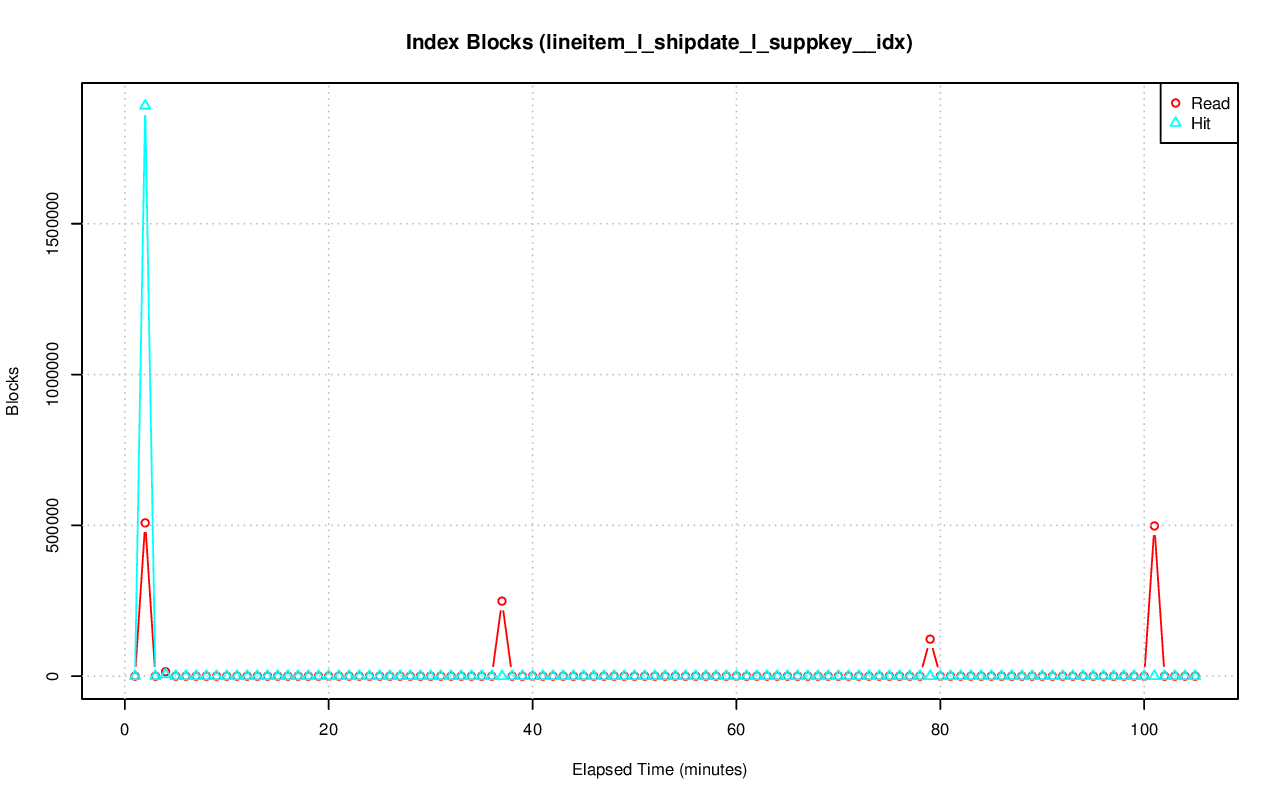 Index Blocks (lineitem_l_shipdate_l_suppkey__idx)
Read
Hit
Blocks
1500000
1000000
500000
0
0 20 40 60 80 100
Elapsed Time (minutes)